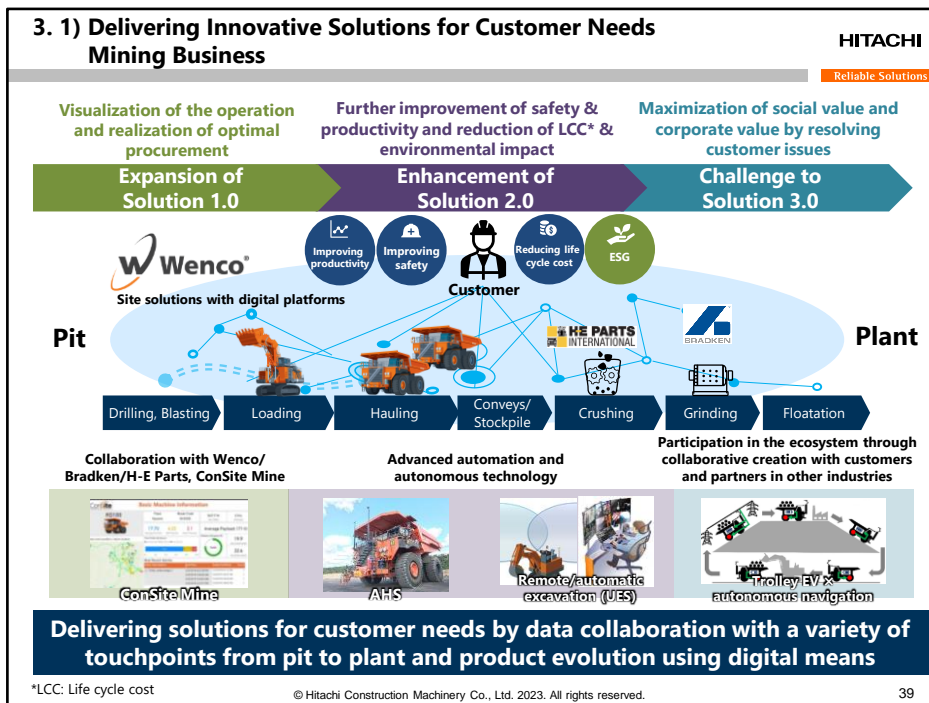 3. 1) Delivering Innovative Solutions for Customer Needs
Mining Business
HITACHI
Reliable Solutions
Visualization of the operation
and realization of optimal
procurement
Further improvement of safety &
productivity and reduction of LCC* &
environmental impact
Maximization of social value and
corporate value by resolving
customer issues
Expansion of
Solution 1.0
Enhancement of
Solution 2.0
Challenge to
Solution 3.0
Improving
productivity
Improving
safety
Customer
Reducing life
cycle cost
ESG
Wenco®
Site solutions with digital platforms
Pit
H-E PARTS
INTERNATIONAL
BRADKEN
Plant
Drilling, Blasting
Loading
Hauling
Conveys/
Stockpile
Crushing
Grinding
Floatation
Collaboration with Wenco/
Bradken/H-E Parts, ConSite Mine
Advanced automation and
autonomous technology
Participation in the ecosystem through
collaborative creation with customers
and partners in other industries
ConSite
Basic Machine Information
ConSite Mine
AHS
Remote/automatic
excavation (UES)
Trolley EV ×
autonomous navigation
Delivering solutions for customer needs by data collaboration with a variety of
touchpoints from pit to plant and product evolution using digital means
*LCC: Life cycle cost
© Hitachi Construction Machinery Co., Ltd. 2023. All rights reserved.
39